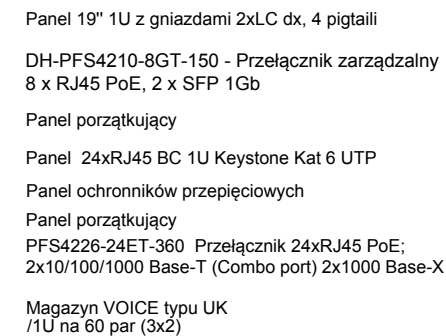 Panel 19" 1U z gniazdami 2xLC dx, 4 pigtaili
DH-PFS4210-8GT-150 - Przełącznik zarządzalny
8 x RJ45 PoE, 2 x SFP 1Gb
Panel porzątkujący
Panel 24xRJ45 BC 1U Keystone Kat 6 UTP
Panel ochronników przepięciowych
Panel porzątkujący
PFS4226-24ET-360 Przełącznik 24xRJ45 PoE;
2x10/100/1000 Base-T (Combo port) 2x1000 Base-X
Magazyn VOICE typu UK
/1U na 60 par (3x2)